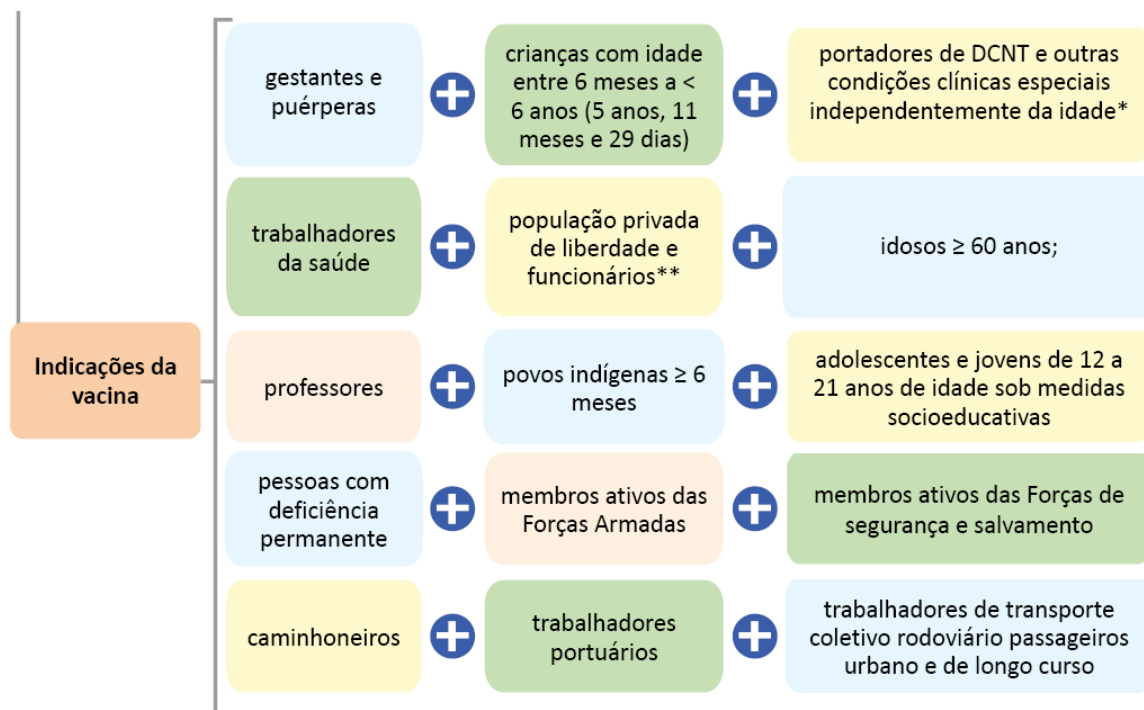 gestantes e
puérperas
crianças com idade
entre 6 meses a <
6 anos (5 anos, 11
meses e 29 dias)
portadores de DCNT e outras
condições clínicas especiais
independentemente da idade*
trabalhadores
da saúde
população privada
de liberdade e
funcionários**
idosos ≥ 60 anos;
Indicações da
vacina
professores
povos indígenas ≥ 6
meses
adolescentes e jovens de 12 a
21 anos de idade sob medidas
socioeducativas
pessoas com
deficiência
permanente
membros ativos das
Forças Armadas
membros ativos das Forças de
segurança e salvamento
caminhoneiros
trabalhadores
portuários
trabalhadores de transporte
coletivo rodoviário passageiros
urbano e de longo curso